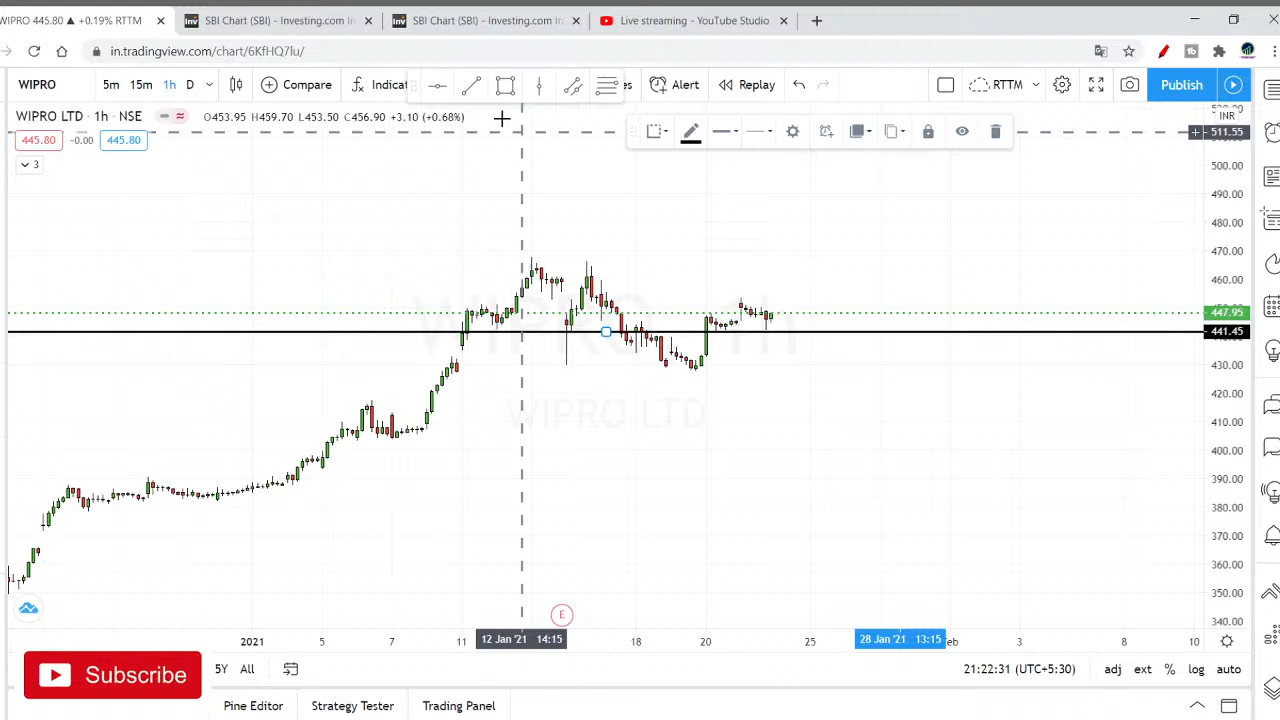 WIPRO 445.80 ▲ +0.19% RTTM
SBI Chart (SBI) - Investing.com in
SBI Chart (SBI) - Investing.com in
Live streaming - YouTube Studio
in.tradingview.com/chart/6KfHQ7lu/
WIPRO 5m 15m 1h D Compare Indicat es Alert Replay RTTM Publish
WIPRO LTD · 1h · NSE O453.95 H459.70 L453.50 C456.90 +3.10 (+0.68%)
INR
445.80 -0.00 445.80
511.55
3
500.00
490.00
480.00
470.00
460.00
447.95
441.45
430.00
420.00
410.00
400.00
390.00
380.00
370.00
360.00
350.00
340.00
WIPRO, 1h
WIPRO LTD
E
2021 5 7 11 12 Jan '21 14:15 18 20 25 28 Jan '21 13:15 eb 3 8 10
Subscribe
5Y All 21:22:31 (UTC+5:30) adj ext % log auto
Pine Editor Strategy Tester Trading Panel